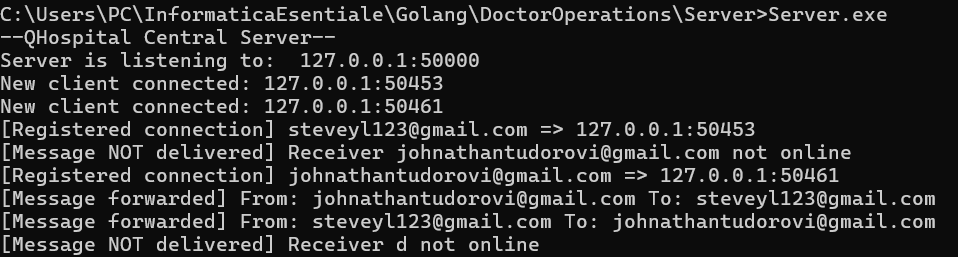 C:\Users\PC\InformaticaEsentiale\Golang\DoctorOperations\Server>Server.exe
--QHospital Central Server--
Server is listening to:  127.0.0.1:50000
New client connected: 127.0.0.1:50453
New client connected: 127.0.0.1:50461
[Registered connection] steveyl123@gmail.com => 127.0.0.1:50453
[Message NOT delivered] Receiver johnathantudorovi@gmail.com not online
[Registered connection] johnathantudorovi@gmail.com => 127.0.0.1:50461
[Message forwarded] From: johnathantudorovi@gmail.com To: steveyl123@gmail.com
[Message forwarded] From: steveyl123@gmail.com To: johnathantudorovi@gmail.com
[Message NOT delivered] Receiver d not online